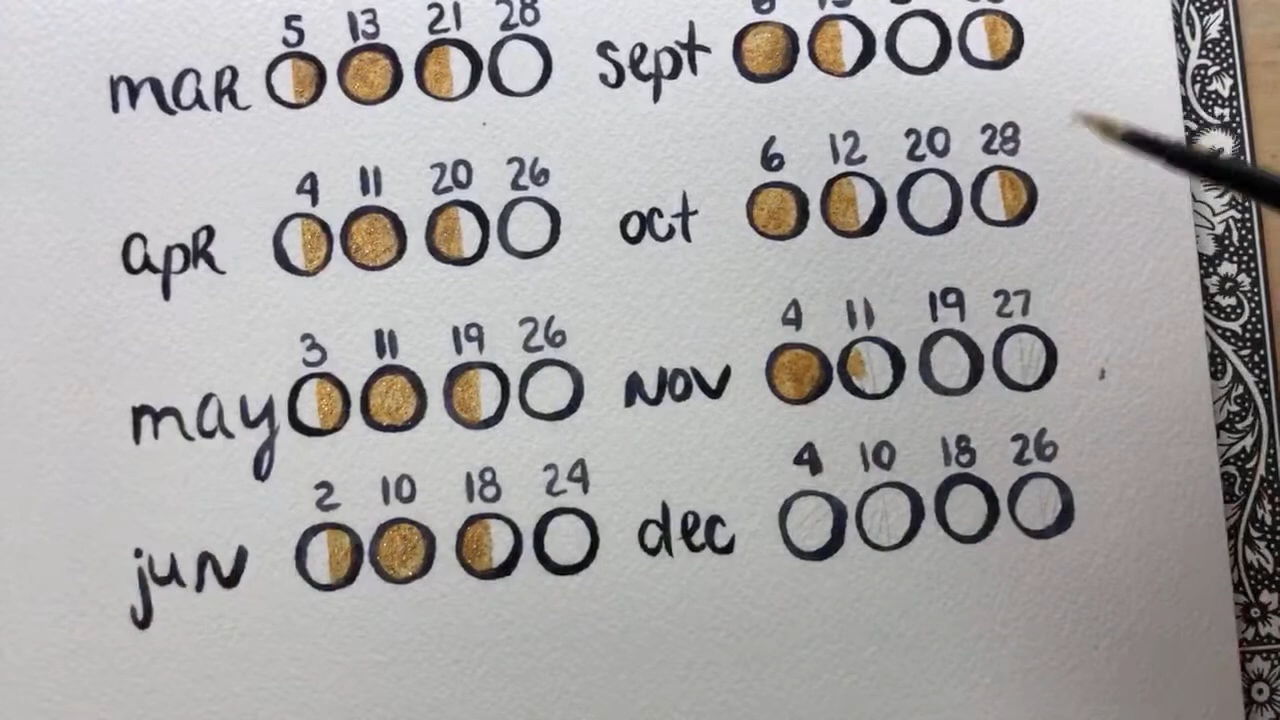 5 13 21 28
maR sept
4 11 20 26
apR
6 12 20 28
oct
3 11 19 26
may
4 11 19 27
NOV
2 10 18 24
juN
4 10 18 26
dec